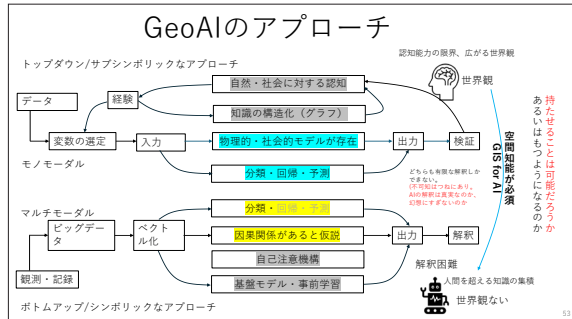 GeoAIのアプローチ
トップダウン/サブシンボリックなアプローチ
認知能力の限界、広がる世界観
自然・社会に対する認知
世界観
データ
経験
知識の構造化（グラフ）
変数の選定
入力
物理的・社会的モデルが存在
出力
検証
モノモーダル
分類・回帰・予測
どちらも有限な解釈しか
できない。
(不可知はつねにあり。
AIの解釈は真実なのか、
幻想にすぎないのか
空間知能が必須
GIS for AI
持たせることは可能だろうか
あるいはもつようになるのか
マルチモーダル
分類・回帰・予測
ビッグデ
ータ
ベクト
ル化
因果関係があると仮説
出力
解釈
自己注意機構
解釈困難
観測・記録
基盤モデル・事前学習
人間を超える知識の集積
世界観ない
ボトムアップ/シンボリックなアプローチ
53